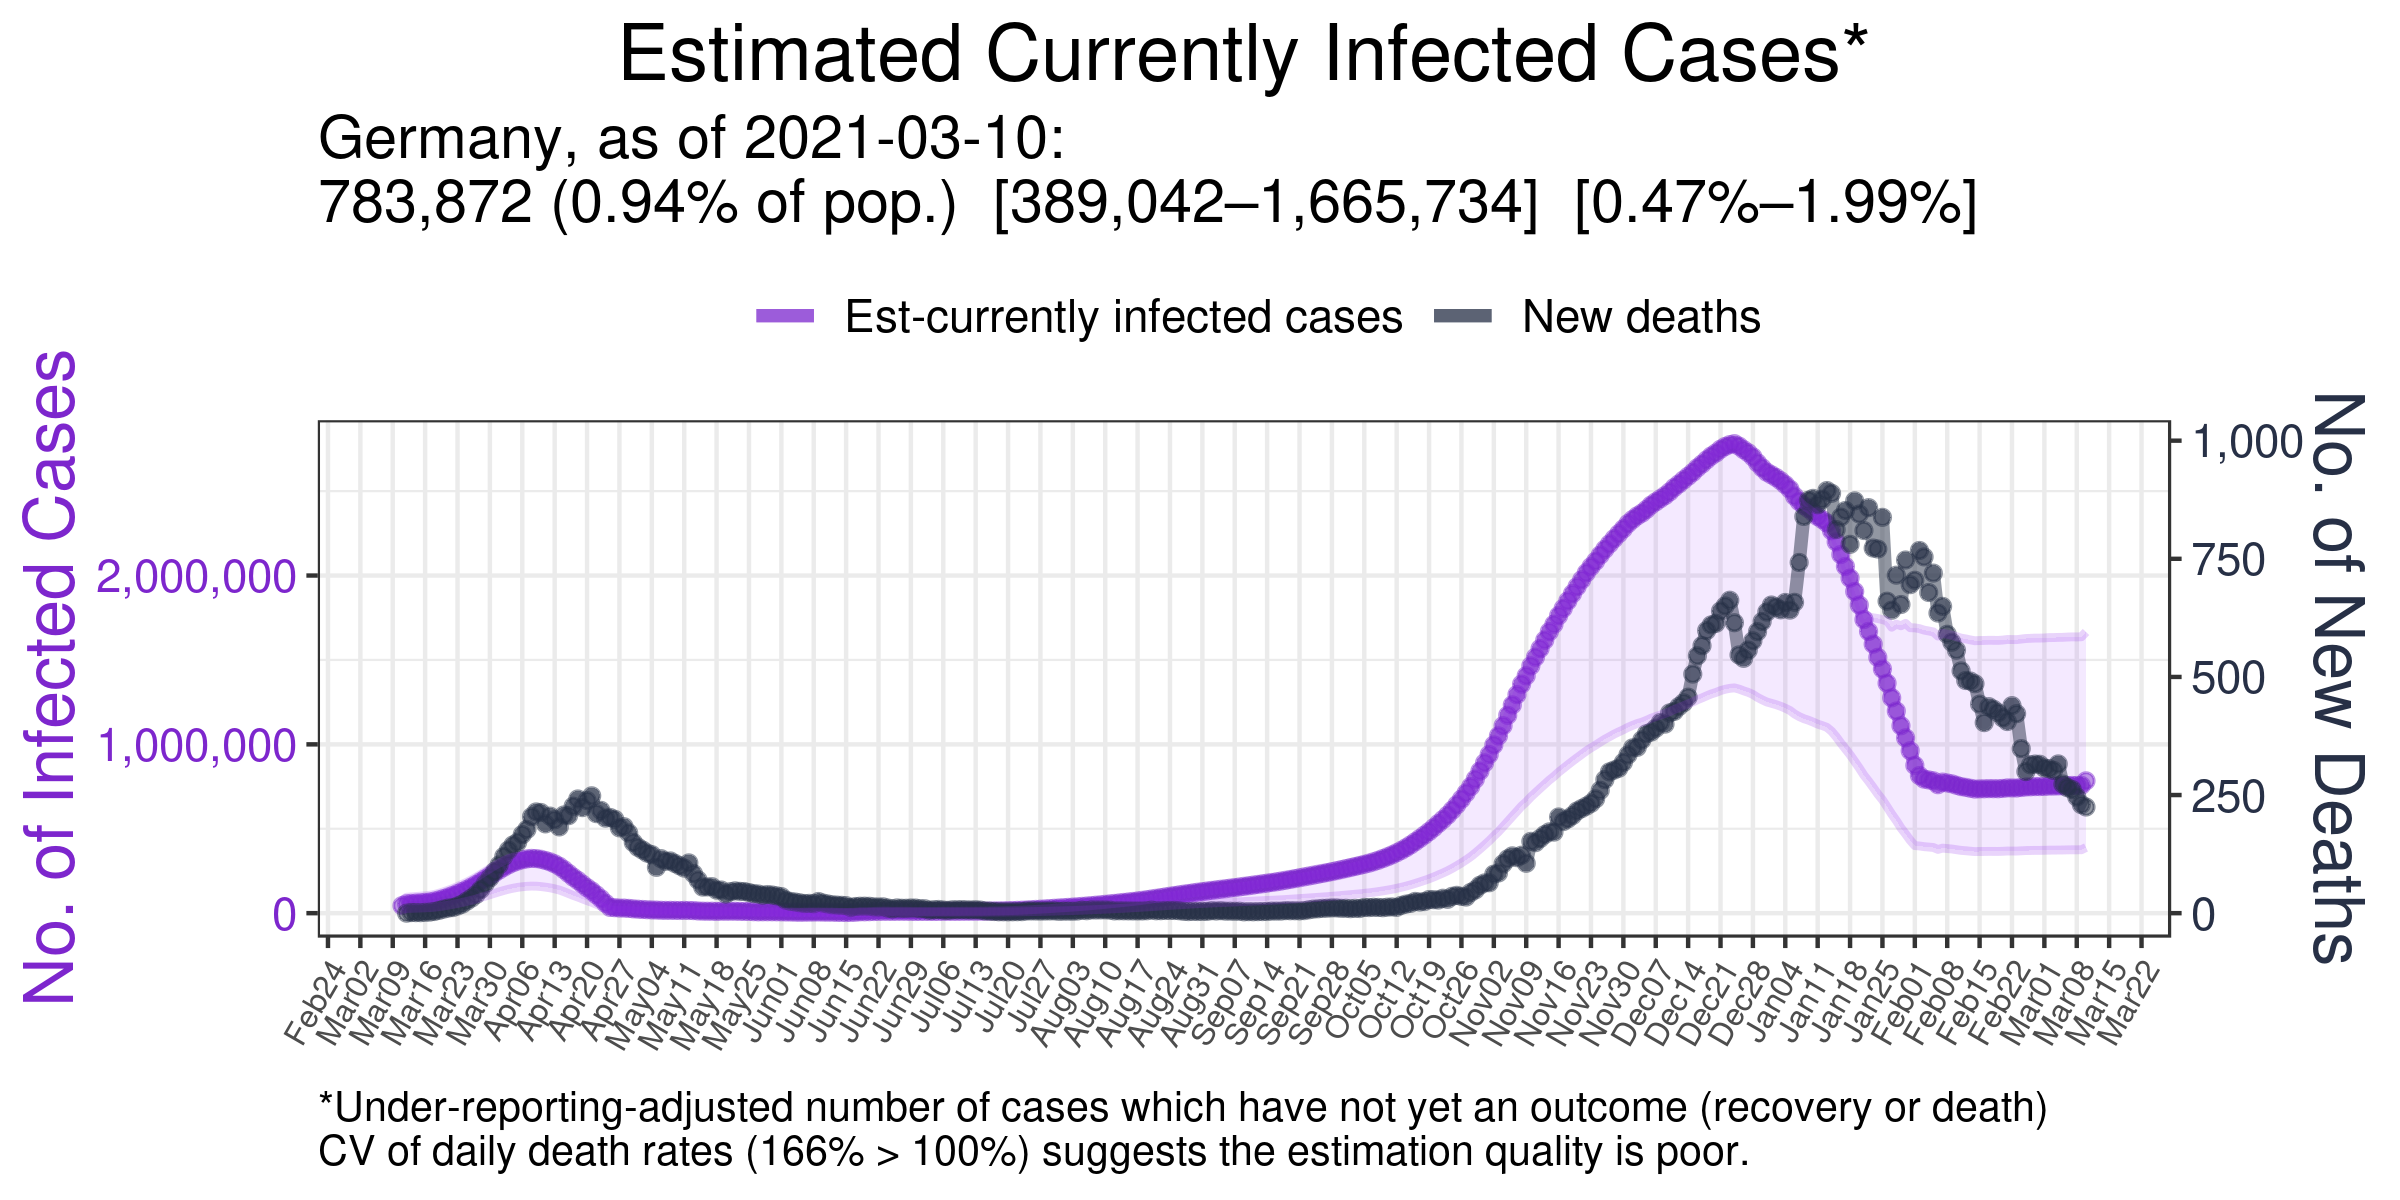 Estimated Currently Infected Cases*
Germany, as of 2021-03-10:
783,872 (0.94% of pop.) [389,042–1,665,734] [0.47%–1.99%]
Est-currently infected cases
New deaths
No. of Infected Cases
2,000,000
1,000,000
0
1,000
750
500
250
0
No. of New Deaths
Feb24
Mar02
Mar09
Mar16
Mar23
Mar30
Apr06
Apr13
Apr20
Apr27
May04
May11
May18
May25
Jun01
Jun08
Jun15
Jun22
Jun29
Jul06
Jul13
Jul20
Jul27
Aug03
Aug10
Aug17
Aug24
Aug31
Sep07
Sep14
Sep21
Sep28
Oct05
Oct12
Oct19
Oct26
Nov02
Nov09
Nov16
Nov23
Nov30
Dec07
Dec14
Dec21
Dec28
Jan04
Jan11
Jan18
Jan25
Feb01
Feb08
Feb15
Feb22
Mar01
Mar08
Mar15
Mar22
*Under-reporting-adjusted number of cases which have not yet an outcome (recovery or death)
CV of daily death rates (166% > 100%) suggests the estimation quality is poor.